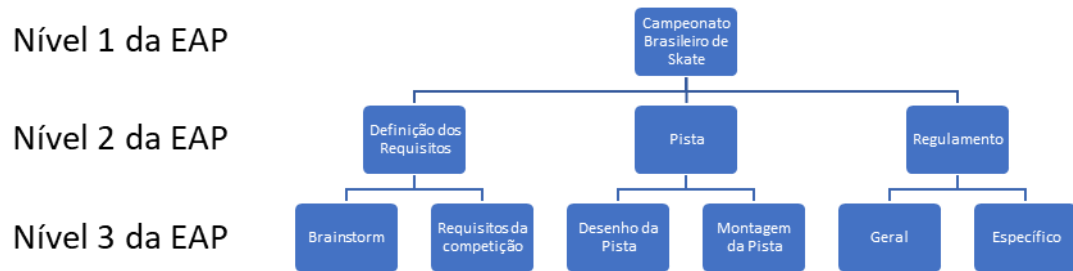 Nível 1 da EAP
Campeonato
Brasileiro de
Skate
Nível 2 da EAP
Definição dos
Requisitos
Pista
Regulamento
Nível 3 da EAP
Brainstorm
Requisitos da
competição
Desenho da
Pista
Montagem
da Pista
Geral
Específico